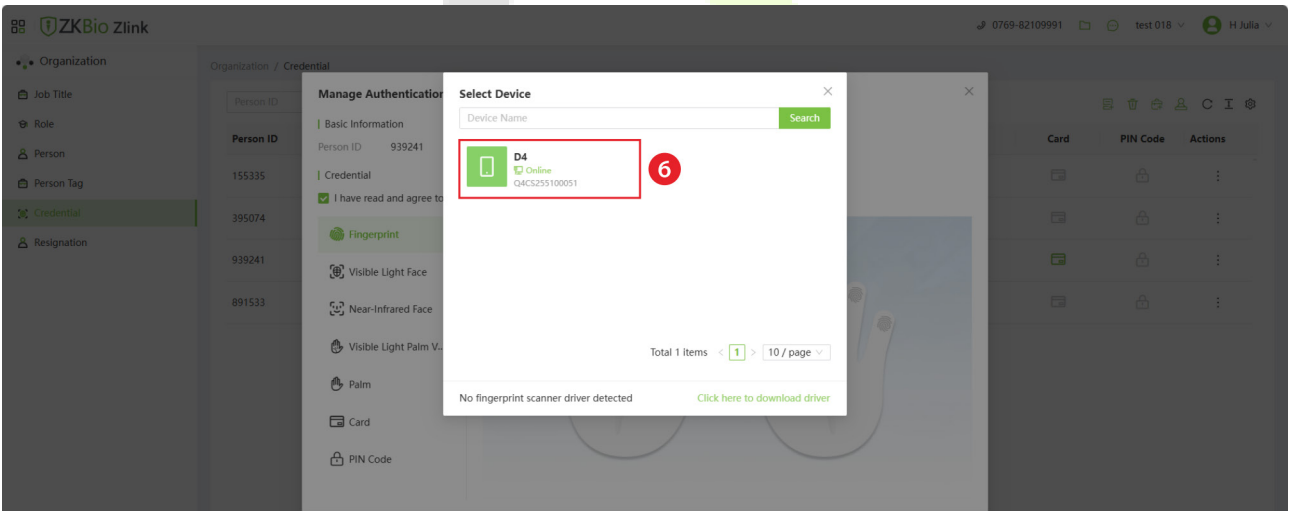 ZKBio Zlink
0769-82109991
test 018
H Julia
Organization
Job Title
Role
Person
Person Tag
Credential
Resignation
Organization / Credential
Person ID
Person ID
Card
PIN Code
Actions
155335
395074
939241
891533
Manage Authentication
Basic Information
Person ID 939241
Credential
I have read and agree to
Fingerprint
Visible Light Face
Near-Infrared Face
Visible Light Palm V...
Palm
Card
PIN Code
Select Device
Device Name
Search
D4
Online
Q4CS255100051
6
Total 1 items < 1 > 10 / page
No fingerprint scanner driver detected
Click here to download driver